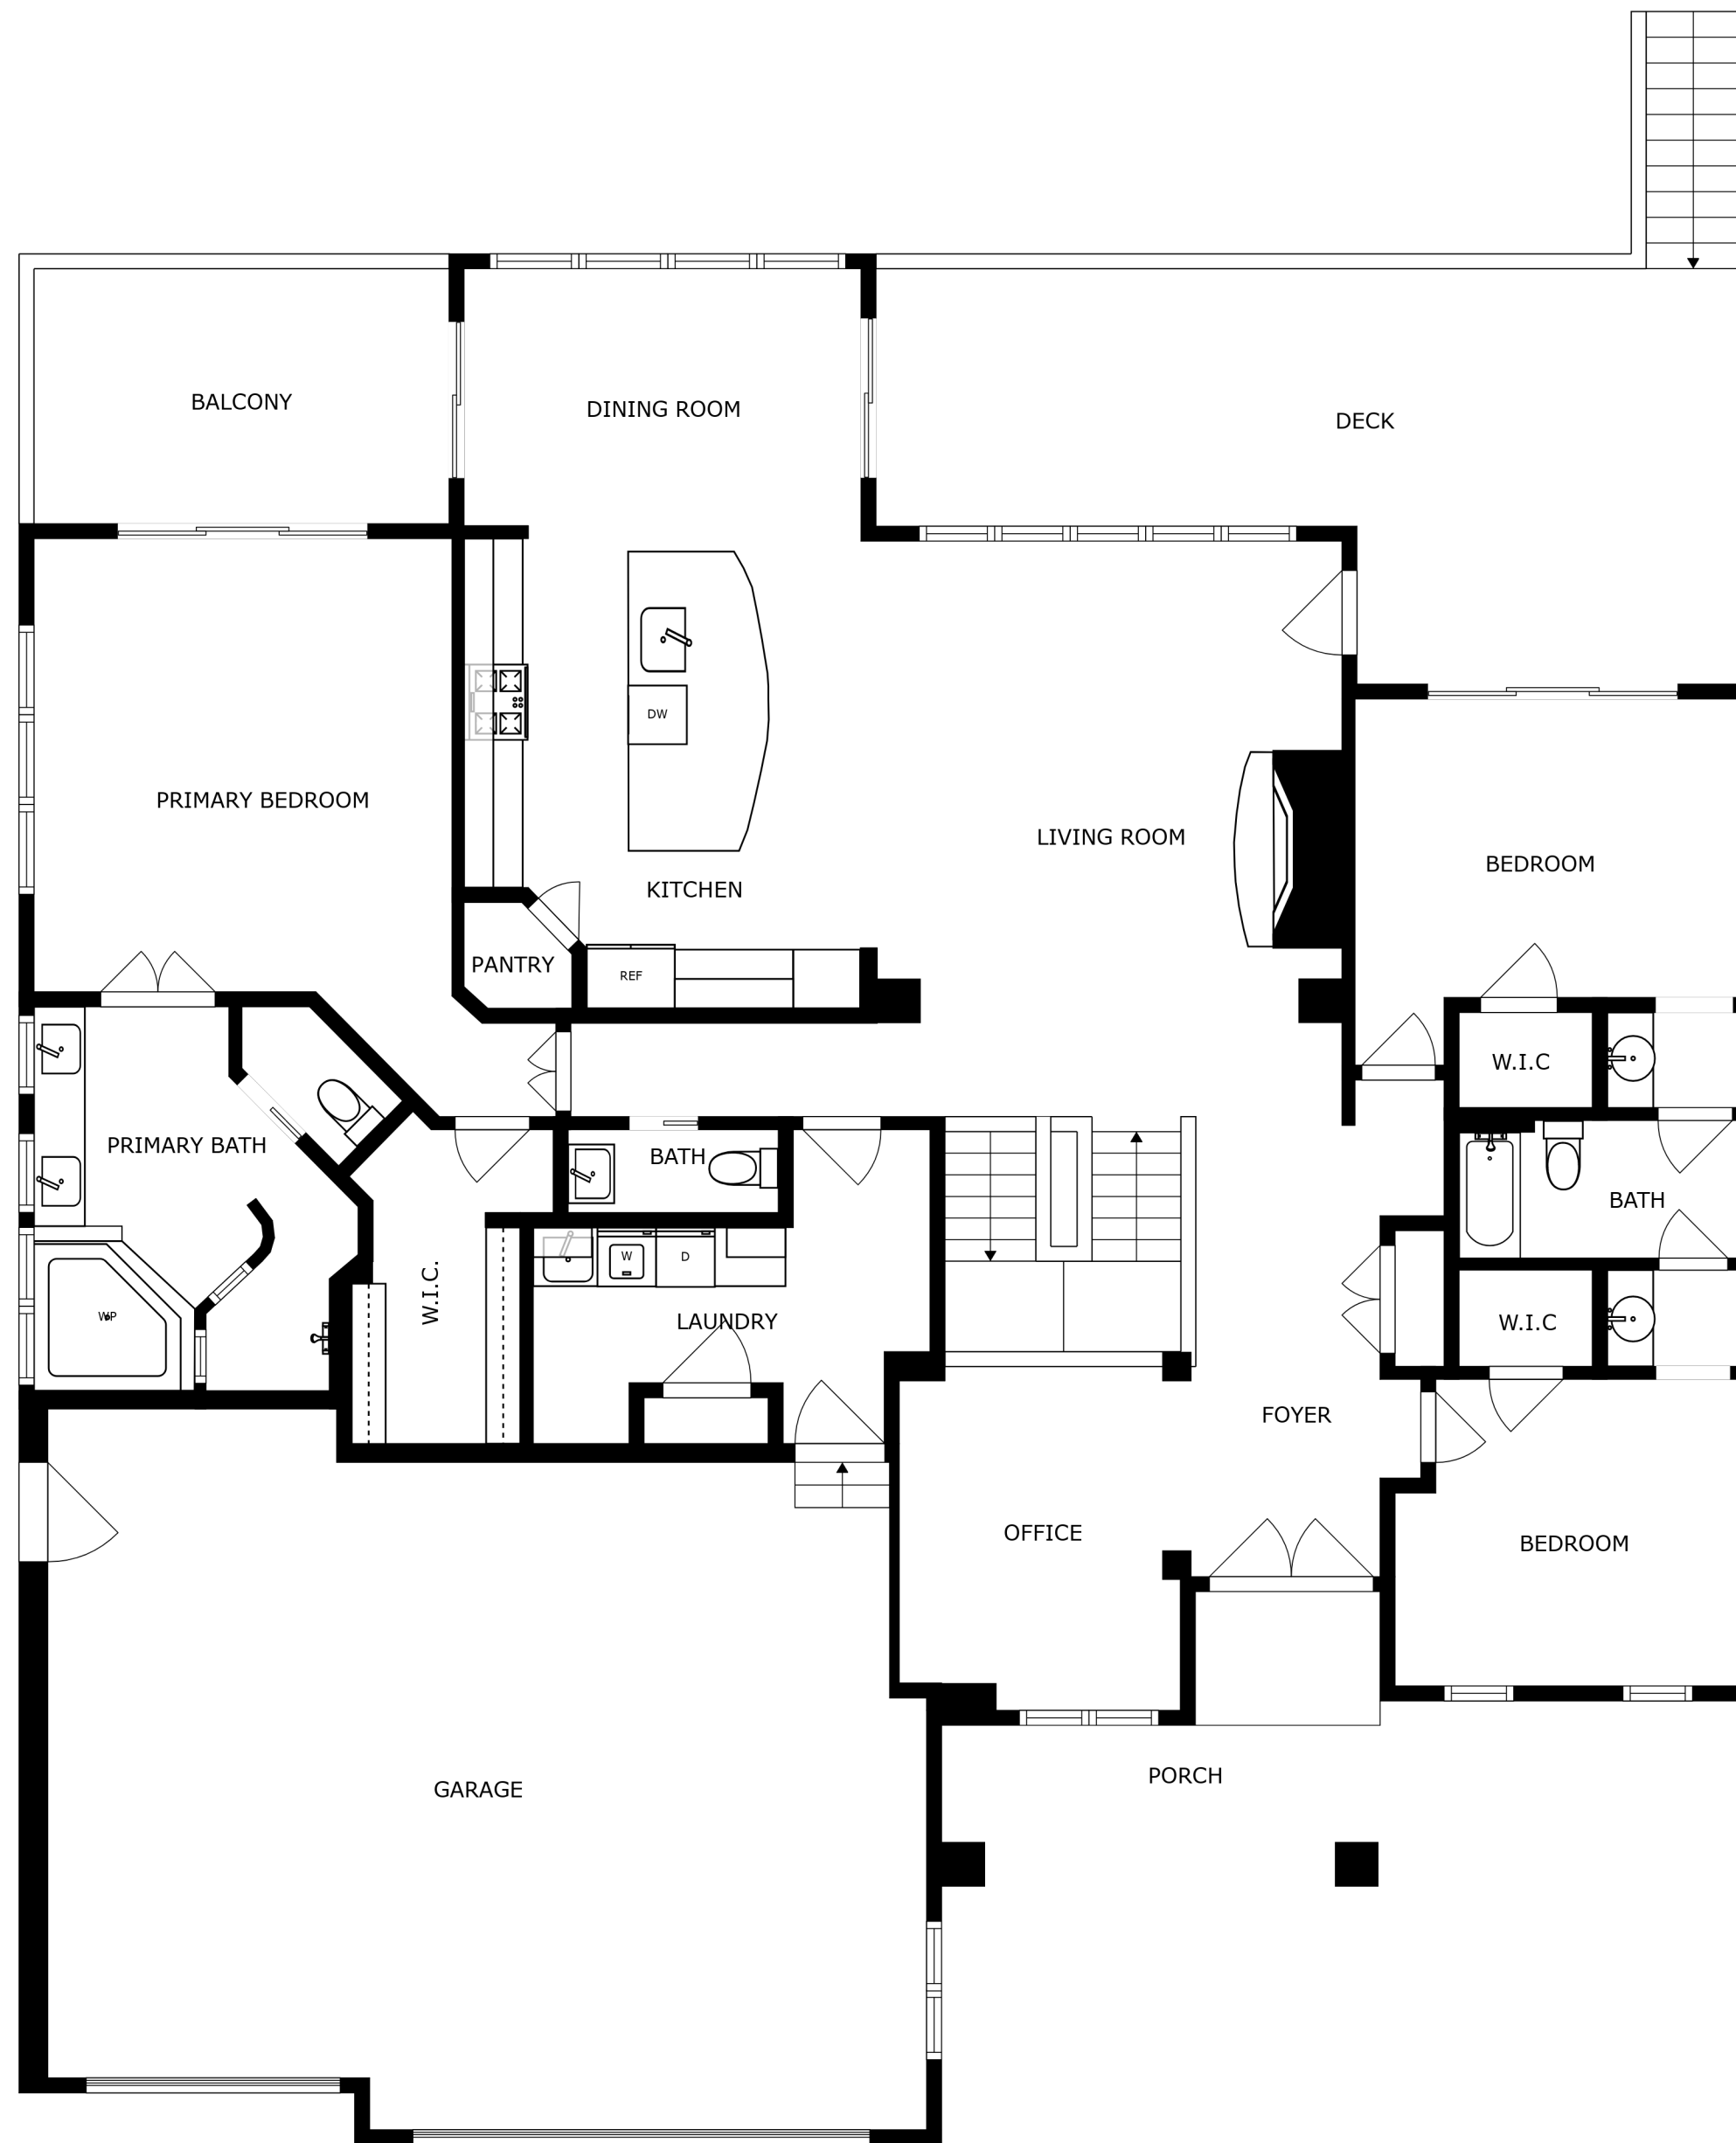 BALCONY
DINING ROOM
DECK
DW
PRIMARY BEDROOM
LIVING ROOM
BEDROOM
KITCHEN
PANTRY
REF
W.I.C
PRIMARY BATH
BATH
BATH
W
D
W.I.C.
WP
LAUNDRY
W.I.C
FOYER
OFFICE
BEDROOM
PORCH
GARAGE